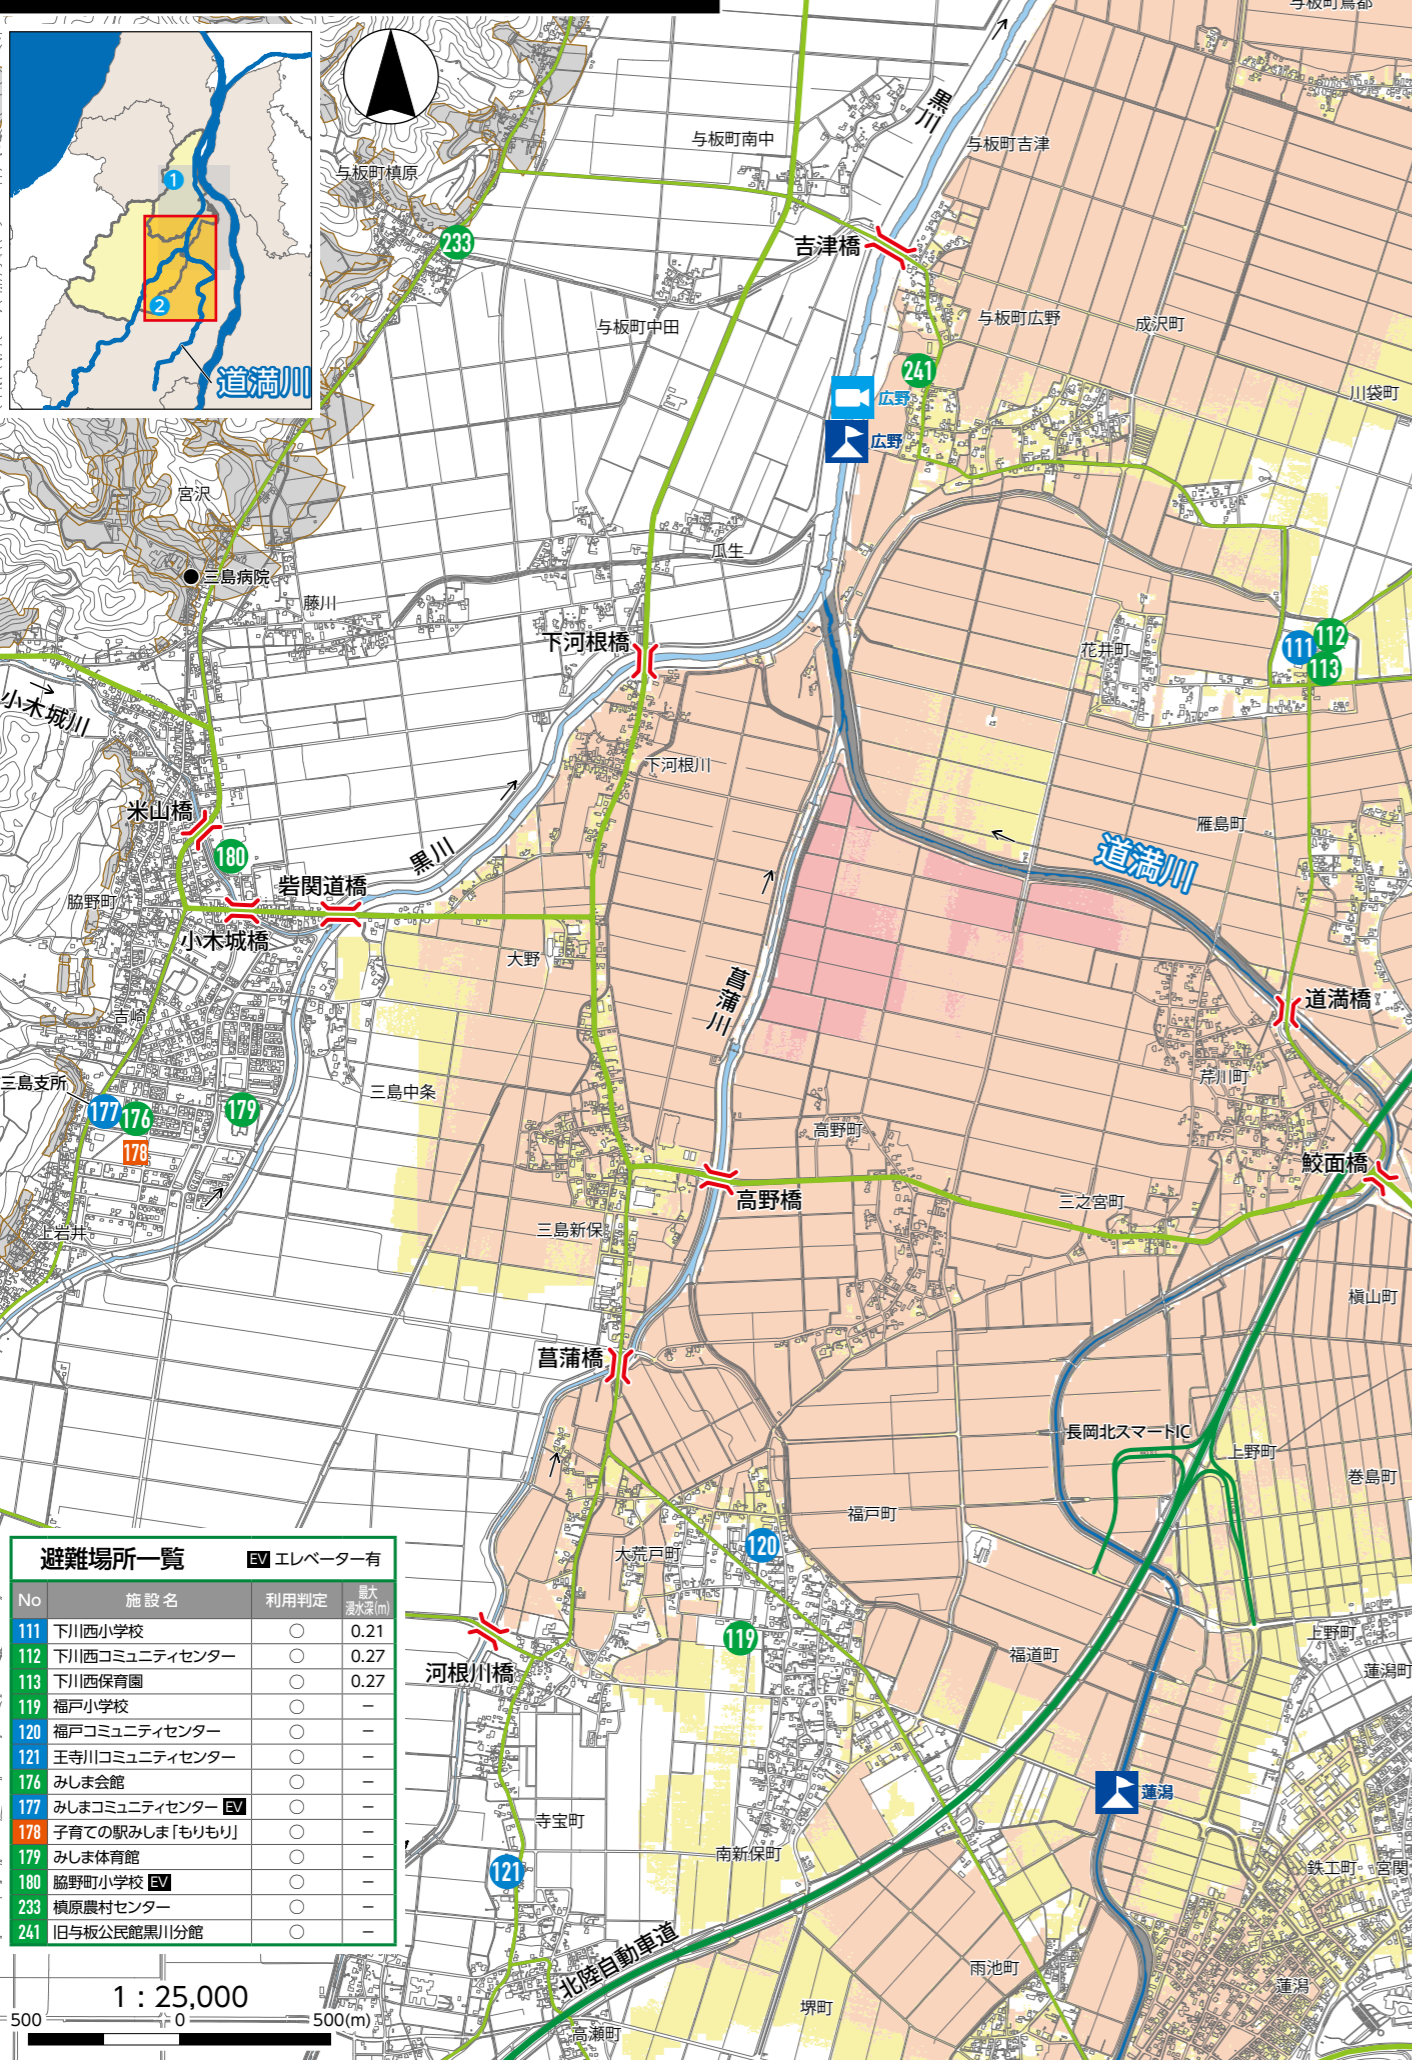 与板町蔦都
黒川
与板町南中
与板町吉津
与板町槙原
1
233
吉津橋
2
与板町広野
成沢町
与板町中田
道満川
241
広野
川袋町
広野
宮沢
瓜生
三島病院
藤川
下河根橋
112
111
花井町
113
小木城川
下河根川
米山橋
雁島町
道満川
180
黒川
砦関道橋
脇野町
小木城橋
大野
菖蒲川
道満橋
吉崎
三島支所
芹川町
三島中条
177
176
179
高野町
178
鮫面橋
高野橋
三之宮町
三島新保
上岩井
槇山町
菖蒲橋
長岡北スマートIC
上野町
巻島町
福戸町
120
大荒戸町
119
上野町
福道町
河根川橋
蓮潟町
蓮潟
寺宝町
南新保町
鉄工町
宮関
121
北陸自動車道
雨池町
蓮潟
堺町
高瀬町
避難場所一覧 EV エレベーター有
No 施設名 利用判定 最大浸水深(m)
111 下川西小学校 ○ 0.21
112 下川西コミュニティセンター ○ 0.27
113 下川西保育園 ○ 0.27
119 福戸小学校 ○ −
120 福戸コミュニティセンター ○ −
121 王寺川コミュニティセンター ○ −
176 みしま会館 ○ −
177 みしまコミュニティセンター EV ○ −
178 子育ての駅みしま「もりもり」 ○ −
179 みしま体育館 ○ −
180 脇野町小学校 EV ○ −
233 槙原農村センター ○ −
241 旧与板公民館黒川分館 ○ −
1：25,000
500 0 500(m)